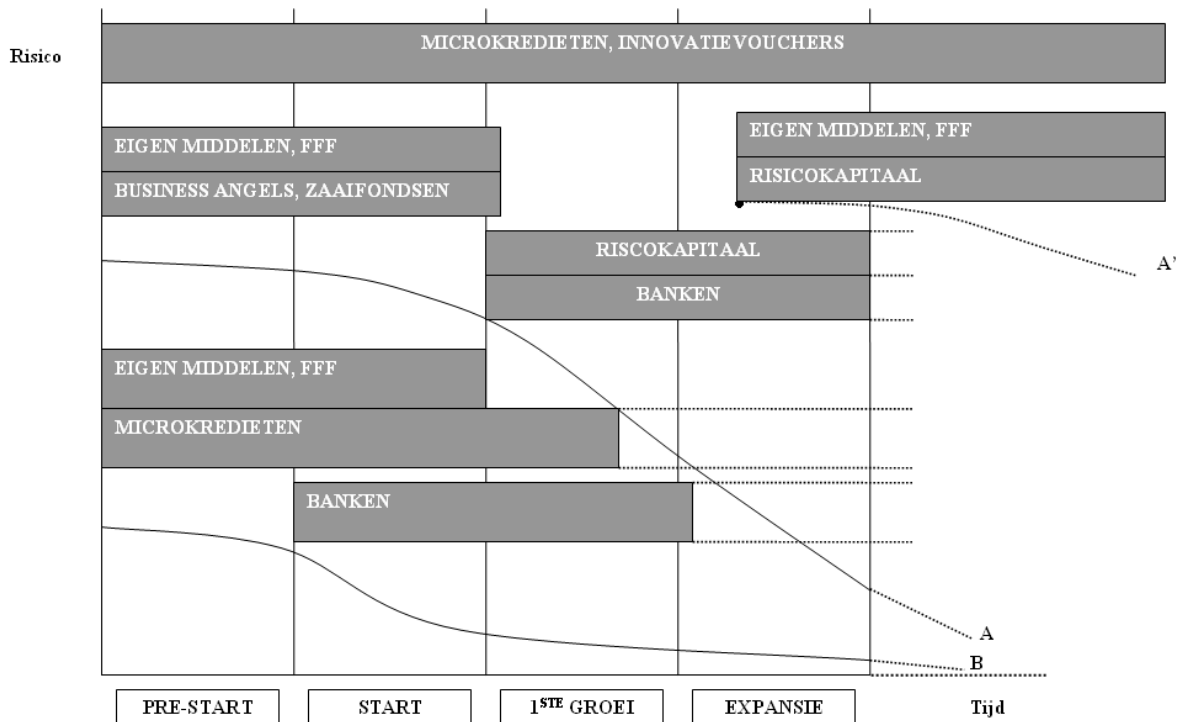 MICROKREDIETEN, INNOVATIEVOUCHERS
Risico
EIGEN MIDDELEN, FFF
BUSINESS ANGELS, ZAAIFONDSEN
EIGEN MIDDELEN, FFF
RISICOKAPITAAL
RISCOKAPITAAL
BANKEN
A'
EIGEN MIDDELEN, FFF
MICROKREDIETEN
BANKEN
A
B
PRE-START
START
1STE GROEI
EXPANSIE
Tijd